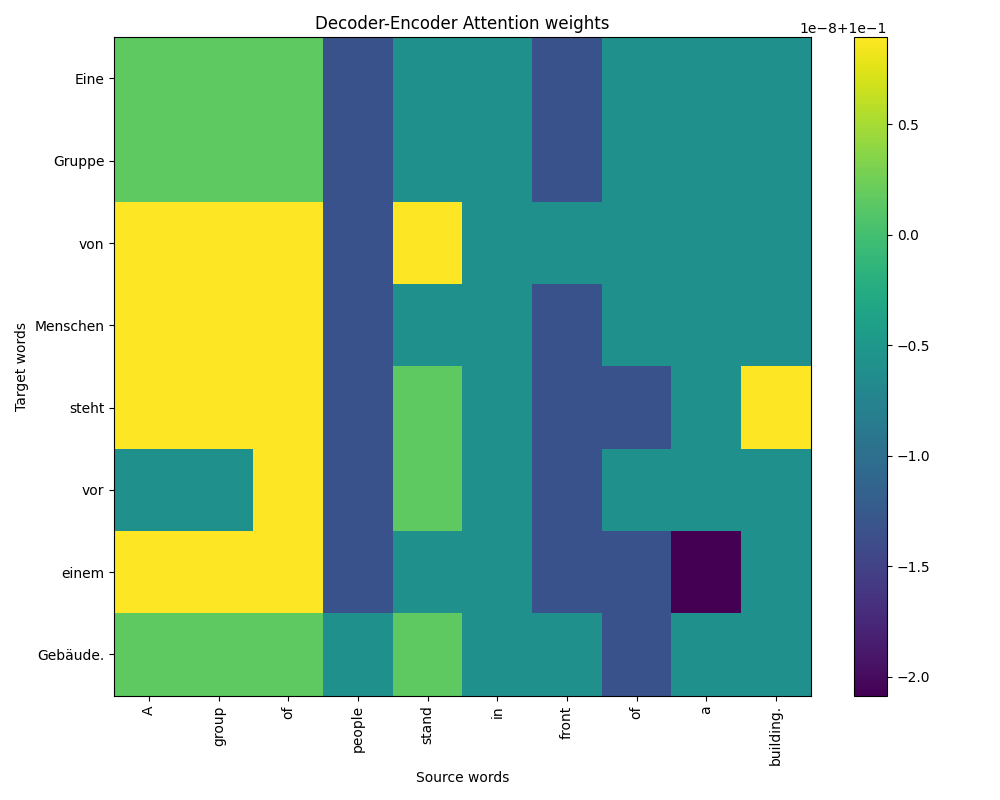 Decoder-Encoder Attention weights
1e−8+1e−1
Eine
Gruppe
von
Menschen
steht
vor
einem
Gebäude.
Target words
A
group
of
people
stand
in
front
of
a
building.
Source words
0.5
0.0
−0.5
−1.0
−1.5
−2.0